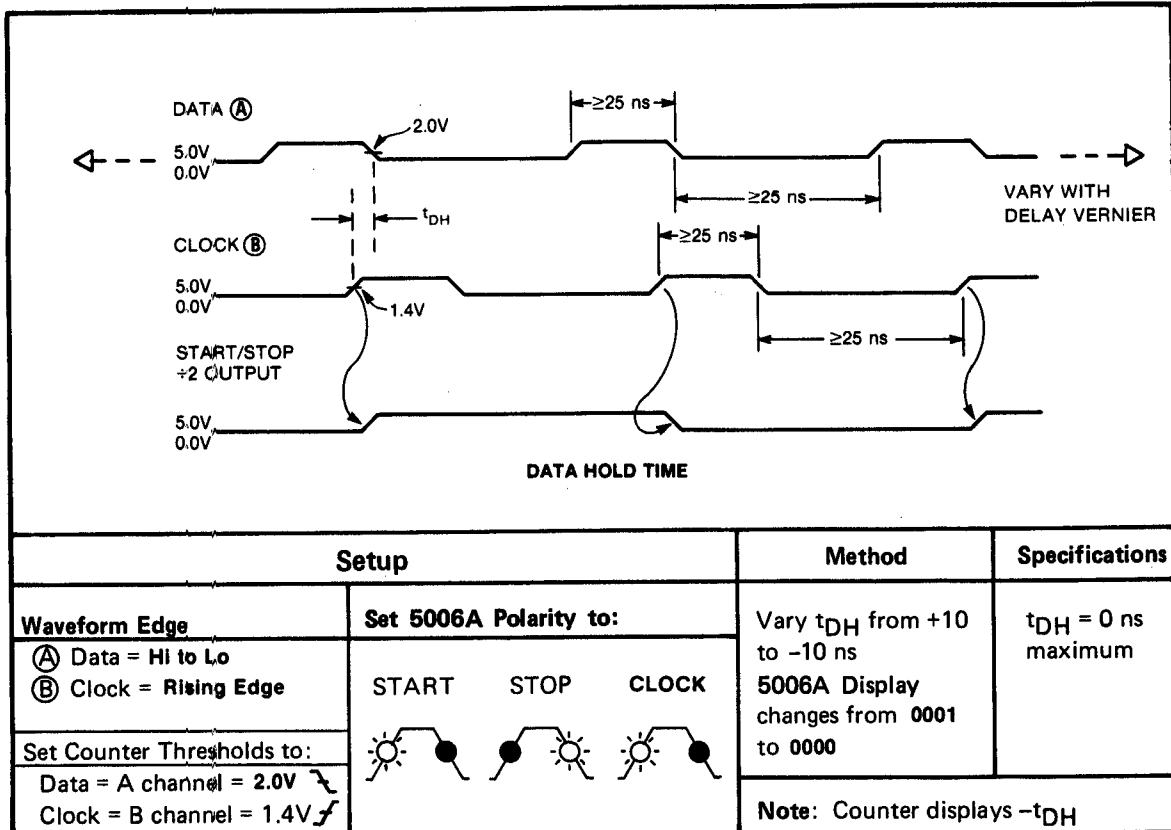 DATA Ⓐ
2.0V
≥25 ns
5.0V
0.0V
≥25 ns
VARY WITH
DELAY VERNIER
tDH
CLOCK Ⓑ
≥25 ns
5.0V
0.0V
1.4V
≥25 ns
START/STOP
÷2 OUTPUT
5.0V
0.0V
DATA HOLD TIME
Setup
Method
Specifications
Waveform Edge
Ⓐ Data = Hi to Lo
Ⓑ Clock = Rising Edge
Set Counter Thresholds to:
Data = A channel = 2.0V
Clock = B channel = 1.4V
Set 5006A Polarity to:
START STOP CLOCK
Vary tDH from +10
to -10 ns
5006A Display
changes from 0001
to 0000
tDH = 0 ns
maximum
Note: Counter displays -tDH